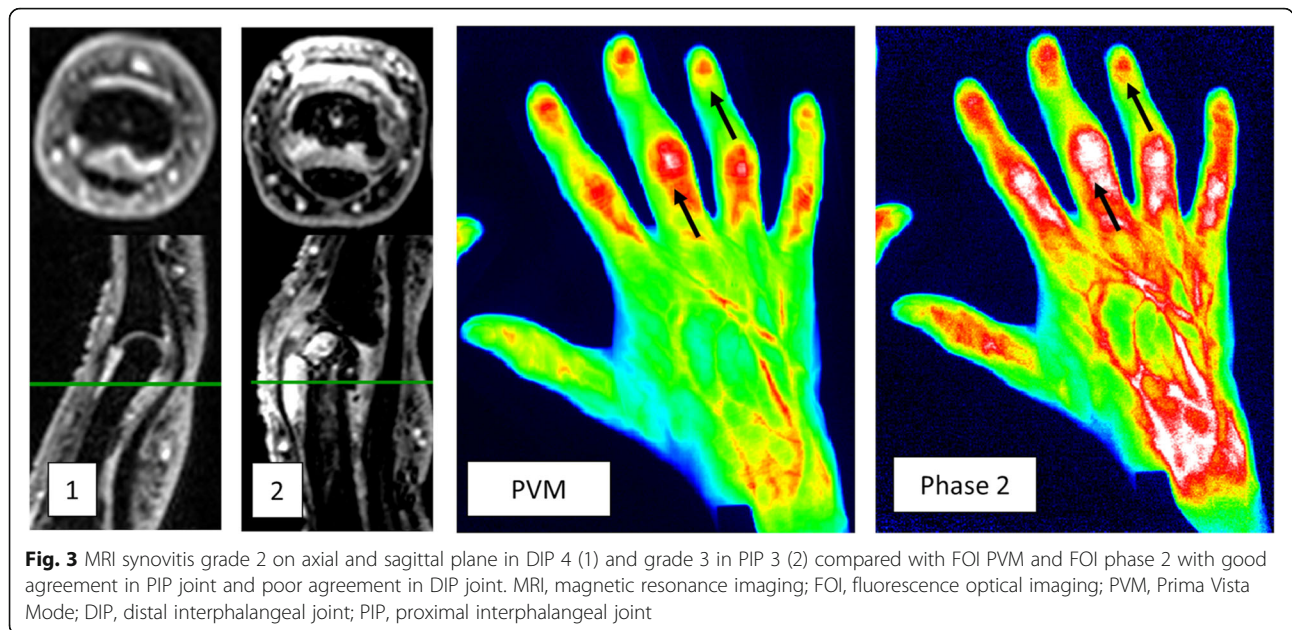 1
2
PVM
Phase 2
Fig. 3 MRI synovitis grade 2 on axial and sagittal plane in DIP 4 (1) and grade 3 in PIP 3 (2) compared with FOI PVM and FOI phase 2 with good
agreement in PIP joint and poor agreement in DIP joint. MRI, magnetic resonance imaging; FOI, fluorescence optical imaging; PVM, Prima Vista
Mode; DIP, distal interphalangeal joint; PIP, proximal interphalangeal joint